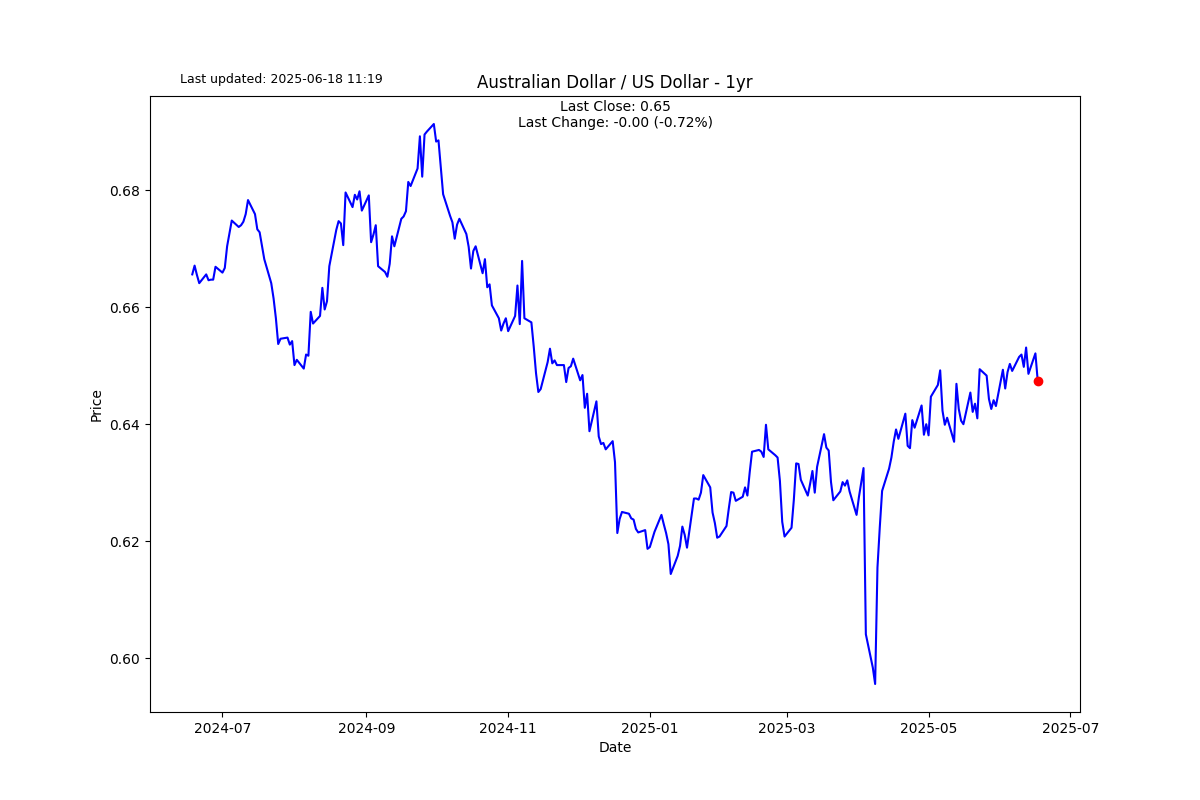 Last updated: 2025-06-18 11:19
Australian Dollar / US Dollar - 1yr
Last Close: 0.65
Last Change: -0.00 (-0.72%)
0.68
0.66
0.64
0.62
0.60
Price
2024-07
2024-09
2024-11
2025-01
2025-03
2025-05
2025-07
Date